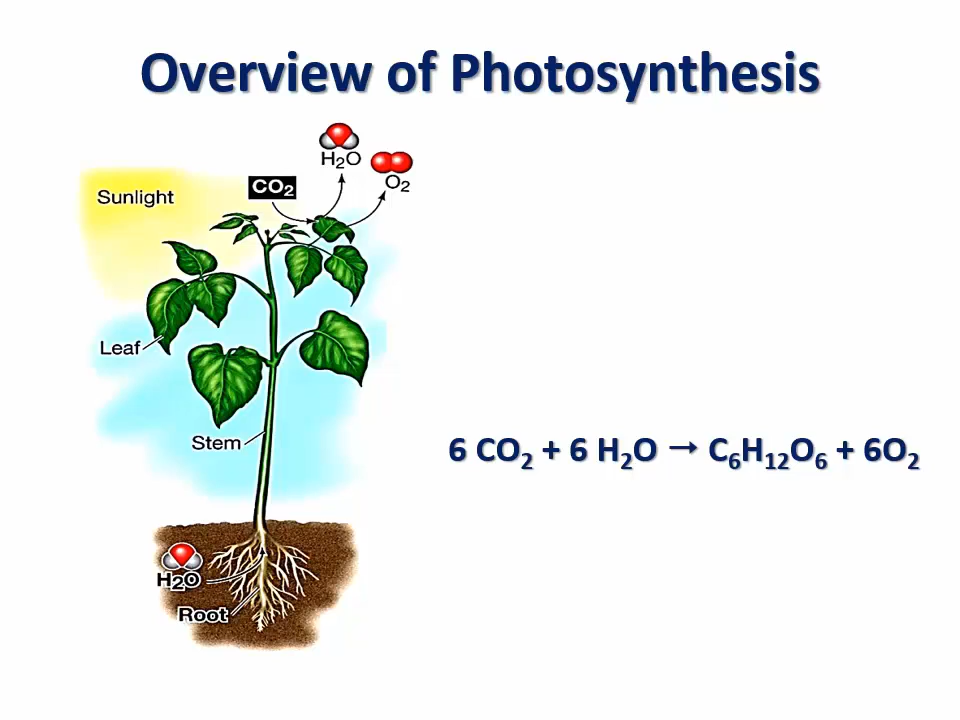 Overview of Photosynthesis
H₂O
O₂
CO₂
Sunlight
Leaf
Stem
6 CO₂ + 6 H₂O → C₆H₁₂O₆ + 6O₂
H₂O
Root